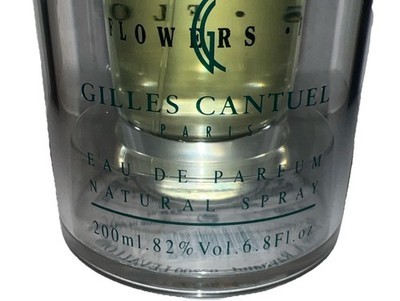 FLOWERS
GILLES CANTUEL
PARIS
EAU DE PARFUM
NATURAL SPRAY
200ml.82%Vol.6.8Fl.oz